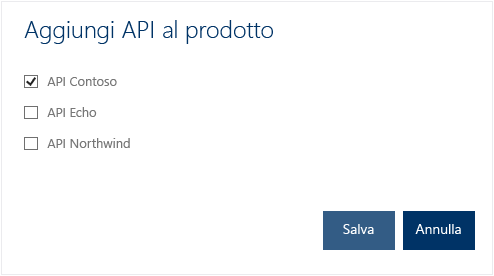 Aggiungi API al prodotto
API Contoso
API Echo
API Northwind
Salva Annulla